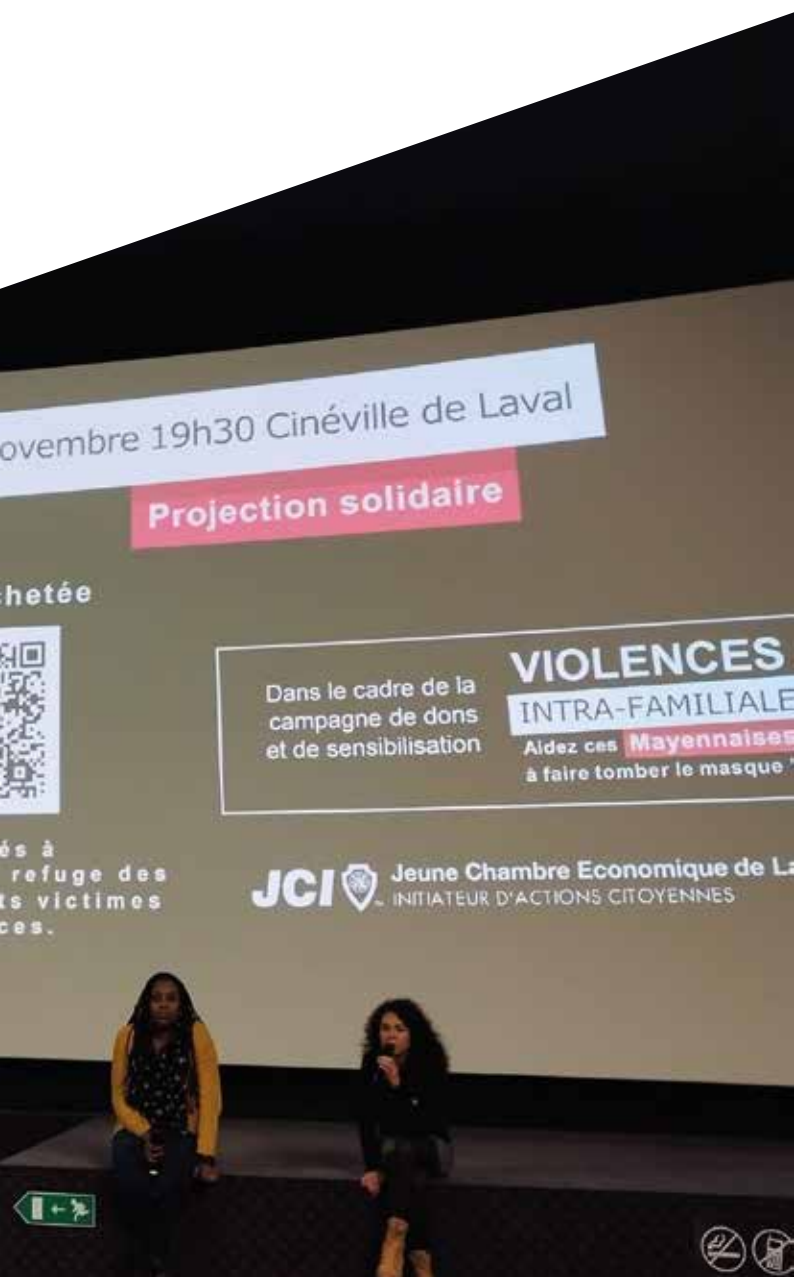 ovembre 19h30 Cinéville de Laval
Projection solidaire
chetée
Dans le cadre de la
campagne de dons
et de sensibilisation
VIOLENCES
INTRA-FAMILIALE
Aidez ces Mayennaises
à faire tomber le masque "
és à
refuge des
ts victimes
ces.
JCI Jeune Chambre Economique de La
INITIATEUR D'ACTIONS CITOYENNES